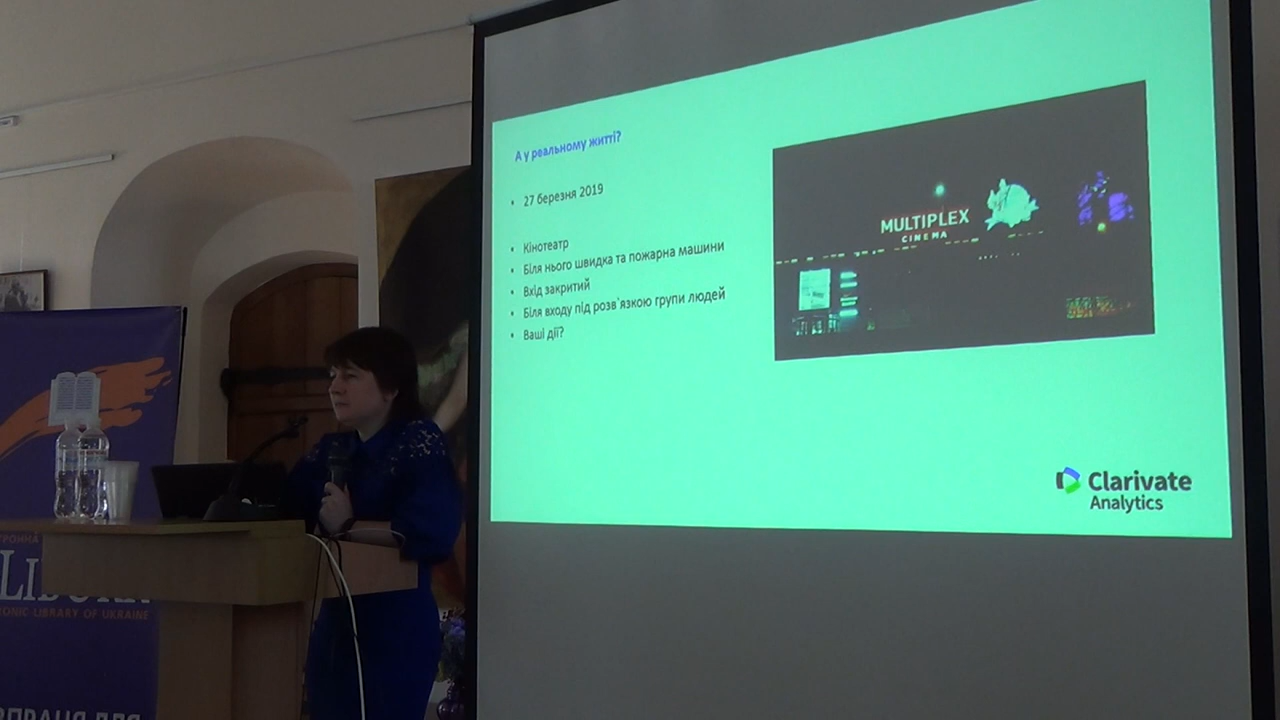 А у реальному житті?
• 27 березня 2019
• Кінотеатр
• Біля нього швидка та пожарна машини
• Вхід закритий
• Біля входу під розв`язкою групи людей
• Ваші дії?
MULTIPLEX
CINEMA
Clarivate
Analytics
LIBRARY OF UKRAINE
ДЛЯ